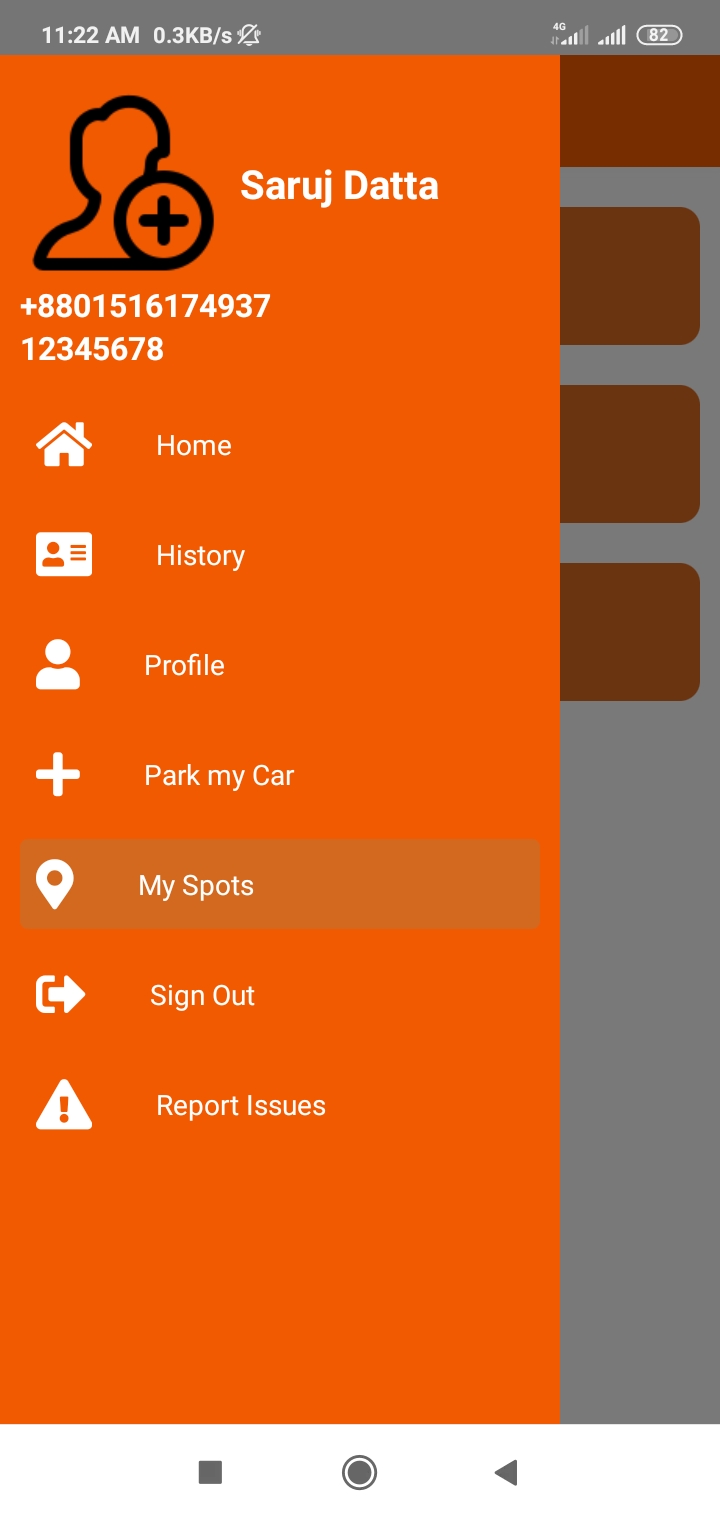 11:22 AM 0.3KB/s 4G 82
Saruj Datta
+8801516174937
12345678
Home
History
Profile
Park my Car
My Spots
Sign Out
Report Issues